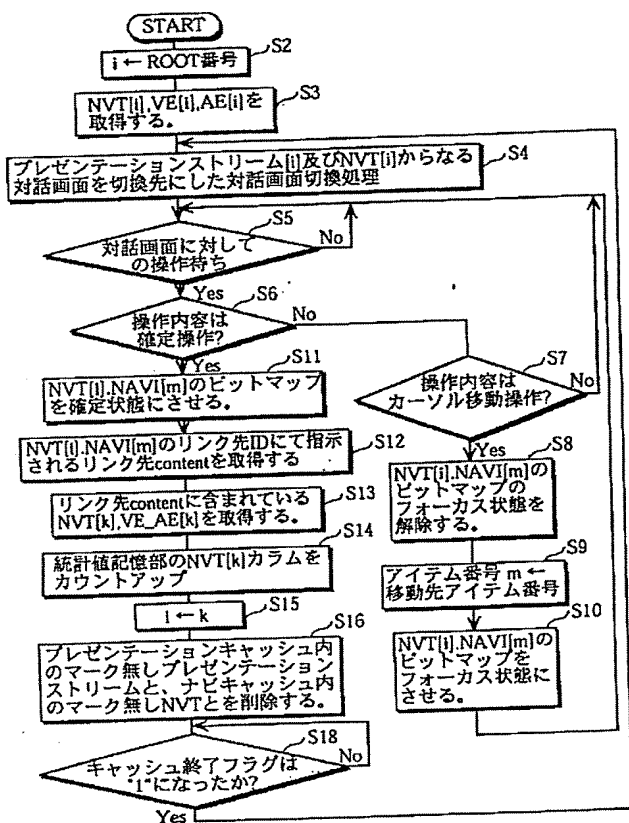 START
i ← ROOT番号
S2
NVT[i],VE[i],AE[i]を
取得する。
S3
プレゼンテーションストリーム[i]及びNVT[i]からなる
対話画面を切換先にした対話画面切換処理
S4
対話画面に対して
の操作待ち
S5
No
Yes
操作内容は
確定操作?
S6
No
Yes
操作内容は
カーソル移動操作?
S7
No
Yes
NVT[i].NAVI[m]のビットマップ
を確定状態にさせる。
S11
NVT[i].NAVI[m]のリンク先IDにて指示
されるリンク先contentを取得する
S12
リンク先contentに含まれている
NVT[k],VE_AE[k]を取得する。
S13
統計値記憶部のNVT[k]カラムを
カウントアップ
S14
i ← k
S15
プレゼンテーションキャッシュ内
のマーク無しプレゼンテーション
ストリームと、ナビキャッシュ内
のマーク無しNVTとを削除する。
S16
キャッシュ終了フラグは
"1"になったか?
S18
No
Yes
NVT[i].NAVI[m]の
ビットマップの
フォーカス状態を
解除する。
S8
アイテム番号 m ←
移動先アイテム番号
S9
NVT[i].NAVI[m]の
ビットマップを
フォーカス状態に
させる。
S10